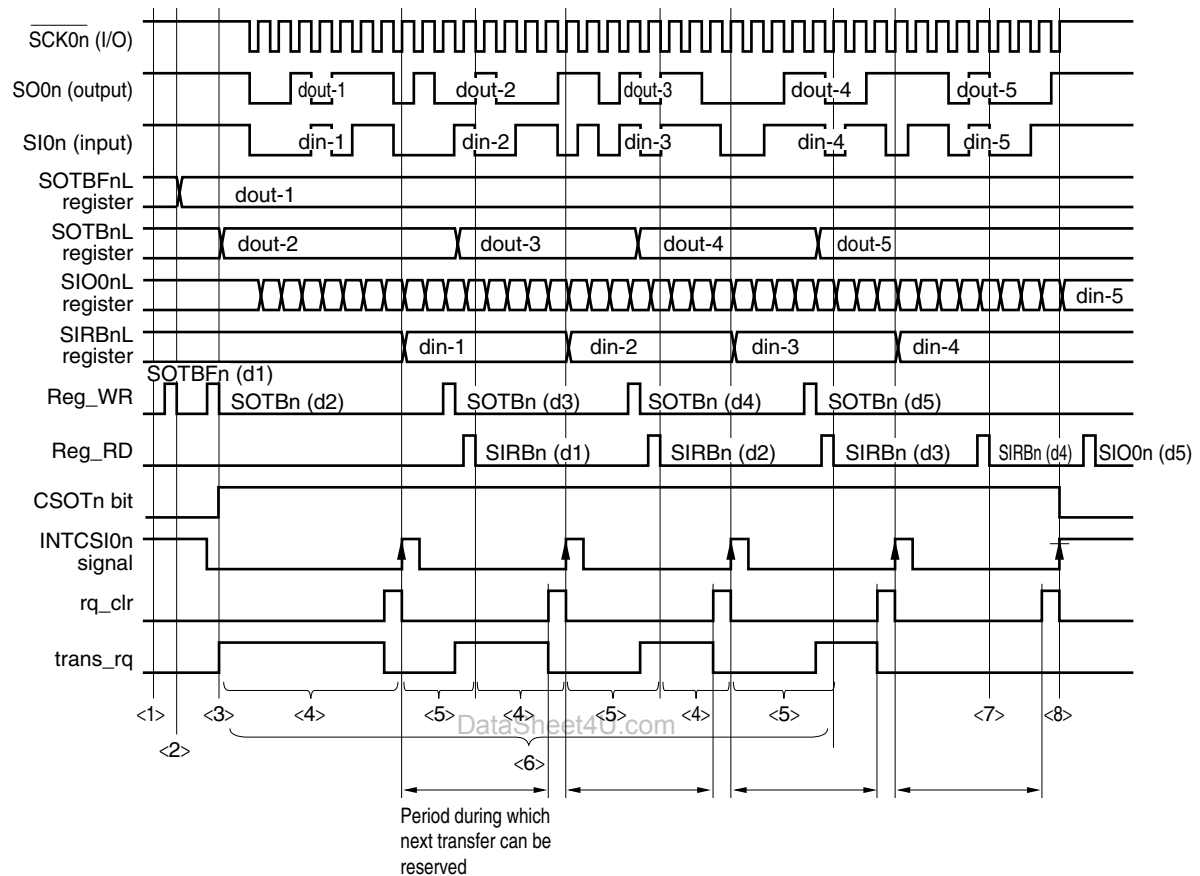 SCK0n (I/O)
SO0n (output) dout-1 dout-2 dout-3 dout-4 dout-5
SI0n (input) din-1 din-2 din-3 din-4 din-5
SOTBFnL
register
dout-1
SOTBnL
register
dout-2 dout-3 dout-4 dout-5
SIO0nL
register
din-5
SIRBnL
register
din-1 din-2 din-3 din-4
SOTBFn (d1)
Reg_WR SOTBn (d2) SOTBn (d3) SOTBn (d4) SOTBn (d5)
Reg_RD SIRBn (d1) SIRBn (d2) SIRBn (d3) SIRBn (d4) SIO0n (d5)
CSOTn bit
INTCSI0n
signal
rq_clr
trans_rq
<1> <3> <4> <5> <4> <5> <4> <5> <7> <8>
DataSheet4U.com
<2>
<6>
Period during which
next transfer can be
reserved